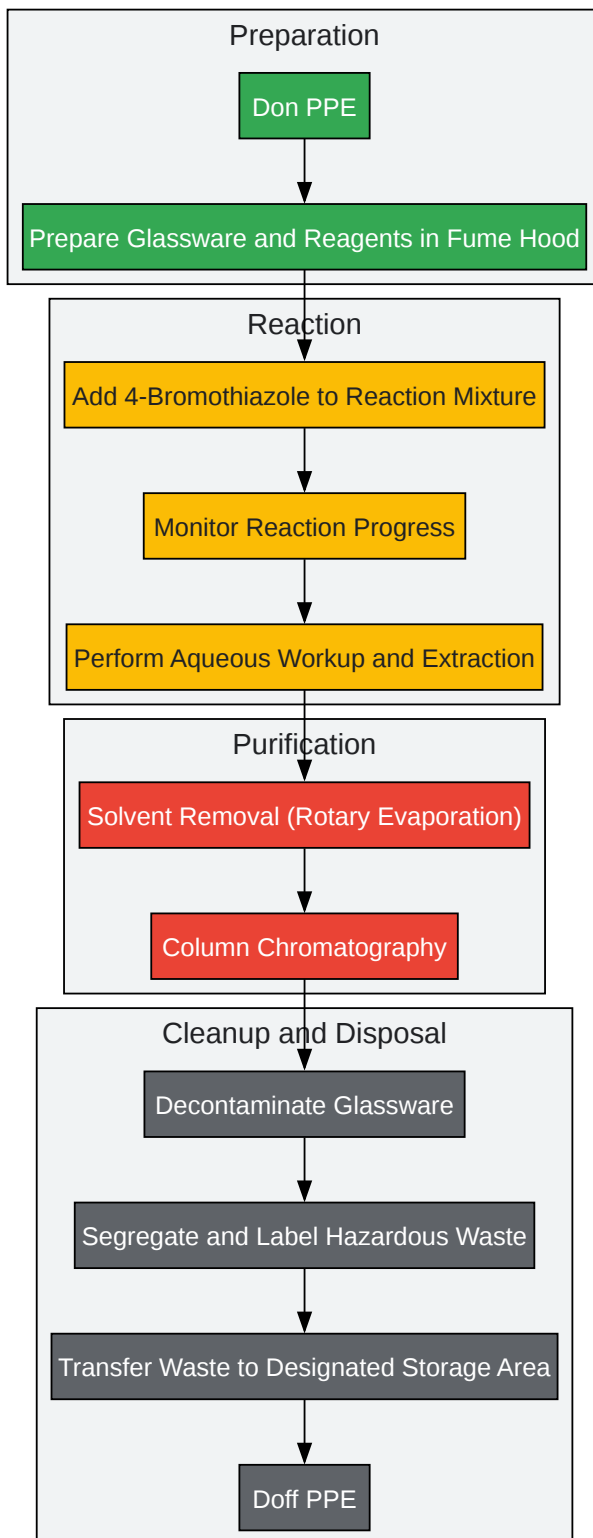 Preparation
Don PPE
Prepare Glassware and Reagents in Fume Hood
Reaction
Add 4-Bromothiazole to Reaction Mixture
Monitor Reaction Progress
Perform Aqueous Workup and Extraction
Purification
Solvent Removal (Rotary Evaporation)
Column Chromatography
Cleanup and Disposal
Decontaminate Glassware
Segregate and Label Hazardous Waste
Transfer Waste to Designated Storage Area
Doff PPE